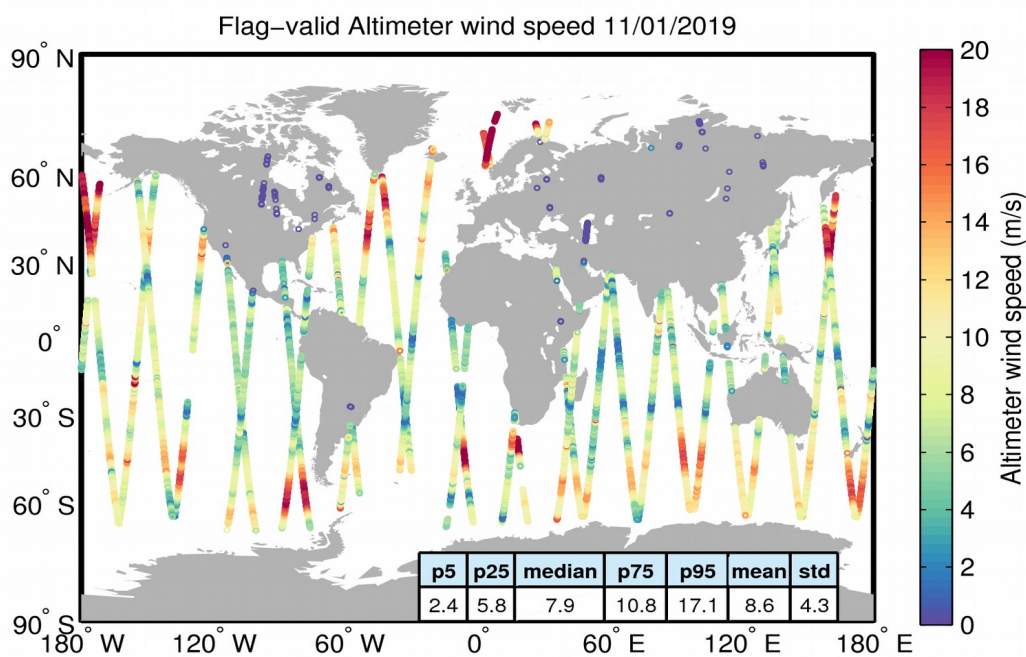 Flag−valid Altimeter wind speed 11/01/2019
90° N
60° N
30° N
0°
30° S
60° S
90° S
180° W
120° W
60° W
0°
60° E
120° E
180° E
p5 p25 median p75 p95 mean std
2.4 5.8 7.9 10.8 17.1 8.6 4.3
20
18
16
14
12
10
8
6
4
2
0
Altimeter wind speed (m/s)